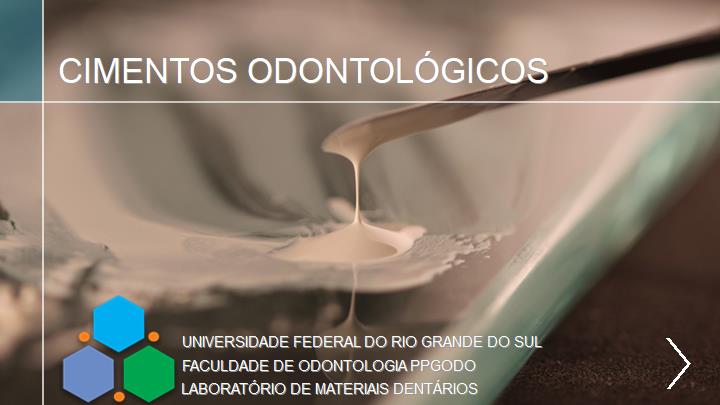 CIMENTOS ODONTOLÓGICOS
UNIVERSIDADE FEDERAL DO RIO GRANDE DO SUL
FACULDADE DE ODONTOLOGIA PPGODO
LABORATÓRIO DE MATERIAIS DENTÁRIOS